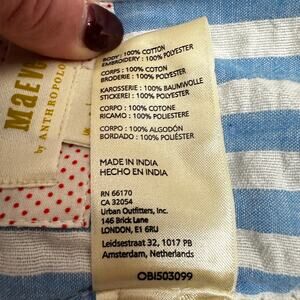 maeve
by ANTHROPOLO
BODY : 100% COTTON
EMBROIDERY : 100% POLYESTER
CORPS : 100% COTON
BRODERIE : 100% POLYESTER
KAROSSERIE : 100% BAUMWOLLE
STICKEREI : 100% POLYESTER
CORPO : 100% COTONE
RICAMO : 100% POLIESTERE
CORPO : 100% ALGODÓN
BORDADO : 100% POLIÉSTER
MADE IN INDIA
HECHO EN INDIA
RN 66170
CA 32054
Urban Outfitters, Inc.
146 Brick Lane
LONDON, E1 6RU
Leidsestraat 32, 1017 PB
Amsterdam, Netherlands
OBI503099